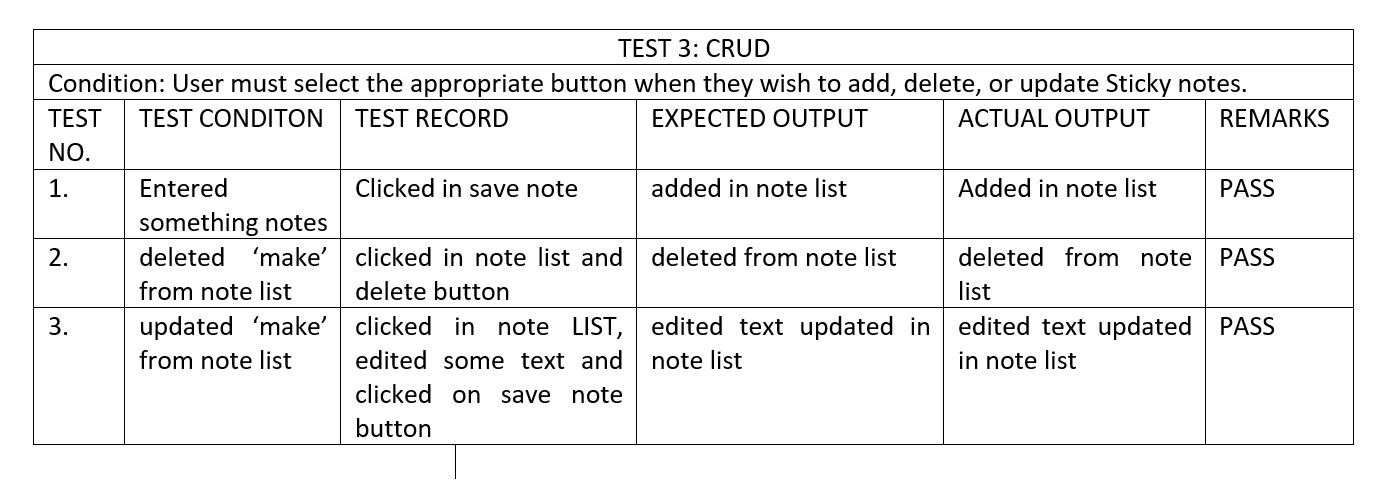 TEST 3: CRUD
Condition: User must select the appropriate button when they wish to add, delete, or update Sticky notes.
TEST NO.
TEST CONDITON
TEST RECORD
EXPECTED OUTPUT
ACTUAL OUTPUT
REMARKS
1.
Entered
something notes
Clicked in save note
added in note list
Added in note list
PASS
2.
deleted ‘make’
from note list
clicked in note list and
delete button
deleted from note list
deleted from note
list
PASS
3.
updated ‘make’
from note list
clicked in note LIST,
edited some text and
clicked on save note
button
edited text updated in
note list
edited text updated
in note list
PASS